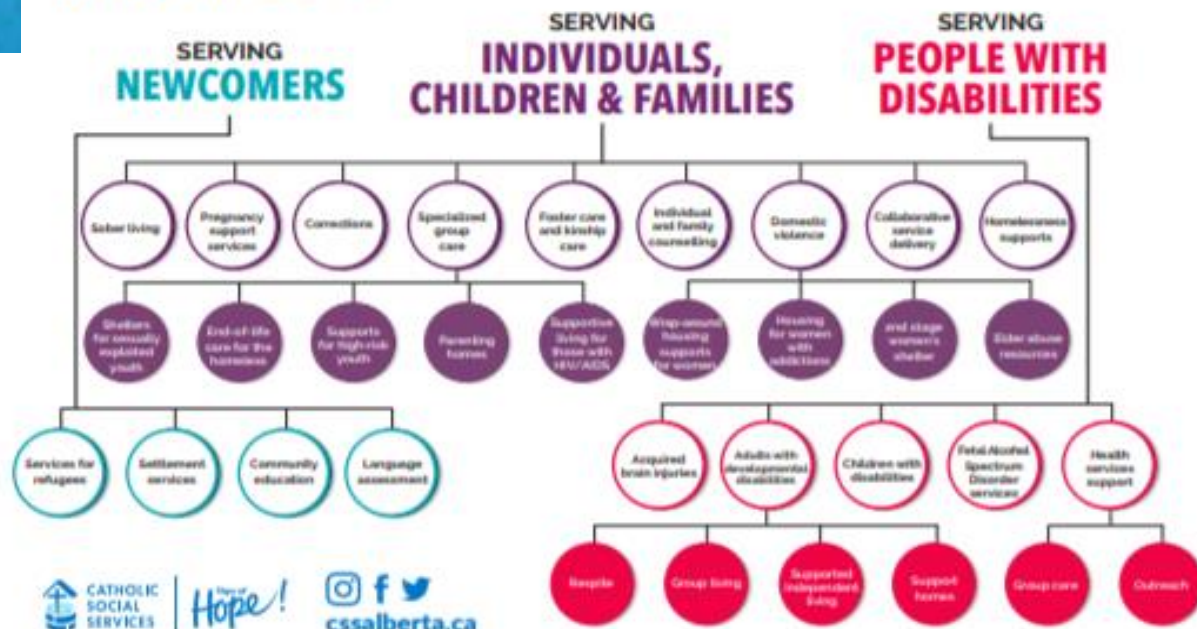 SERVING
NEWCOMERS
SERVING
INDIVIDUALS,
CHILDREN & FAMILIES
SERVING
PEOPLE WITH
DISABILITIES
Sober living
Pregnancy
support
services
Corrections
Specialized
group
care
Foster care
and kinship
care
Individual
and family
counselling
Domestic
violence
Collaborative
service
delivery
Homelessness
supports
Shelters
for sexually
exploited
youth
End-of-life
care for the
homeless
Supports
for high-risk
youth
Parenting
homes
Supportive
living for
those with
HIV/AIDS
Wrap-around
housing
supports
for women
Housing
for women
with
addictions
2nd stage
women's
shelter
Elder abuse
resources
Services for
refugees
Settlement
services
Community
education
Language
assessment
Acquired
brain injuries
Adults with
developmental
disabilities
Children with
disabilities
Fetal Alcohol
Spectrum
Disorder
services
Health
services
support
Respite
Group living
Supported
independent
living
Support
homes
Group care
Outreach
CATHOLIC
SOCIAL
SERVICES
Hope!
cssalberta.ca